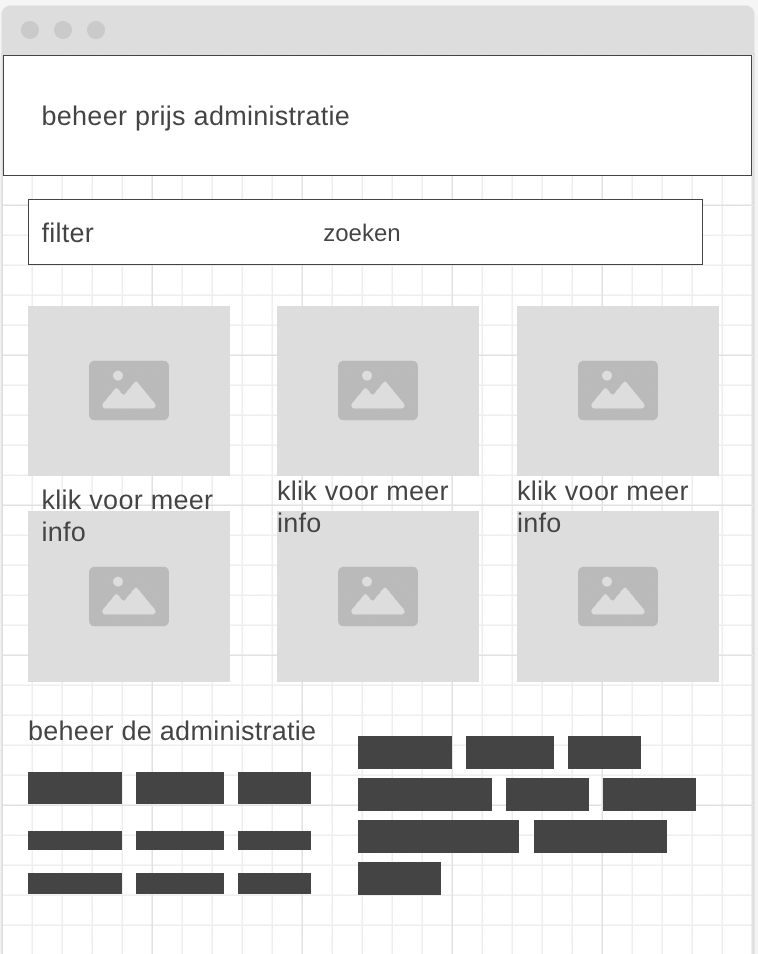 beheer prijs administratie
filter
zoeken
klik voor meer
info
klik voor meer
info
klik voor meer
info
beheer de administratie